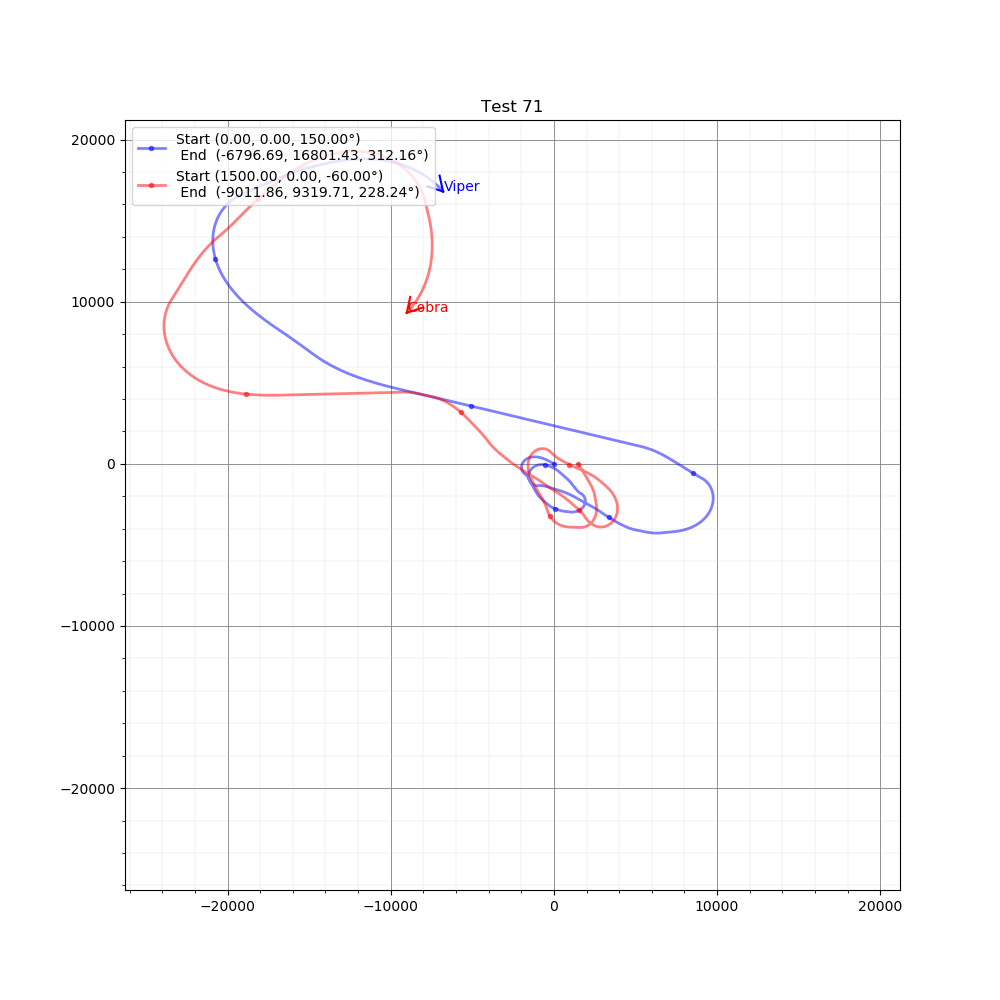 Test 71
Start (0.00, 0.00, 150.00°)
End (-6796.69, 16801.43, 312.16°)
Start (1500.00, 0.00, -60.00°)
End (-9011.86, 9319.71, 228.24°)
Viper
Cobra
20000
10000
0
−10000
−20000
−20000
−10000
0
10000
20000